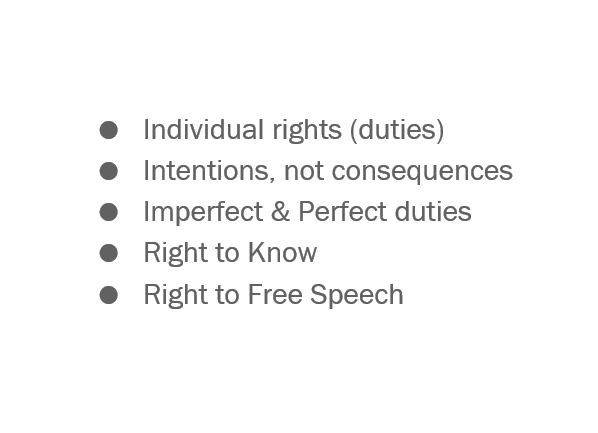 ● Individual rights (duties)
● Intentions, not consequences
● Imperfect & Perfect duties
● Right to Know
● Right to Free Speech